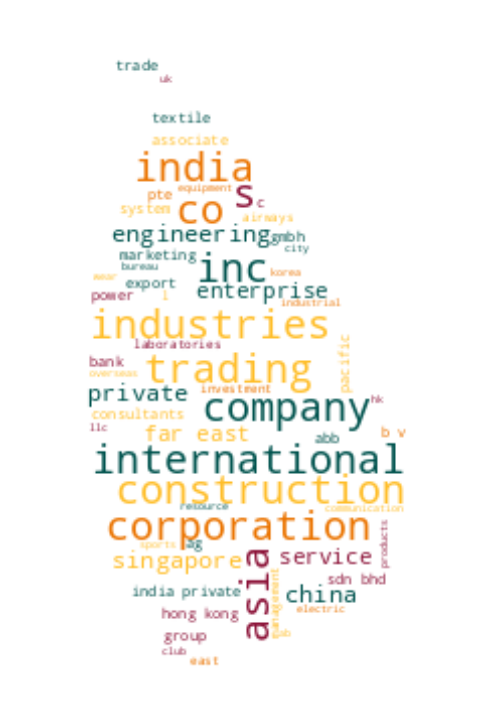 trade
uk
textile
associate
india
equipment
pte
s
c
system
co
airways
engineering
gmbh
city
marketing
inc
bureau
korea
wear
export
enterprise
power
l
industrial
industries
laboratories
pacific
bank
trading
overseas
private
investment
company
hk
consultants
llc
far east
abb
b v
international
construction
resource
communication
corporation
products
sports
ag
singapore
asia
service
sdn bhd
india private
management
china
hong kong
electric
group
club
east